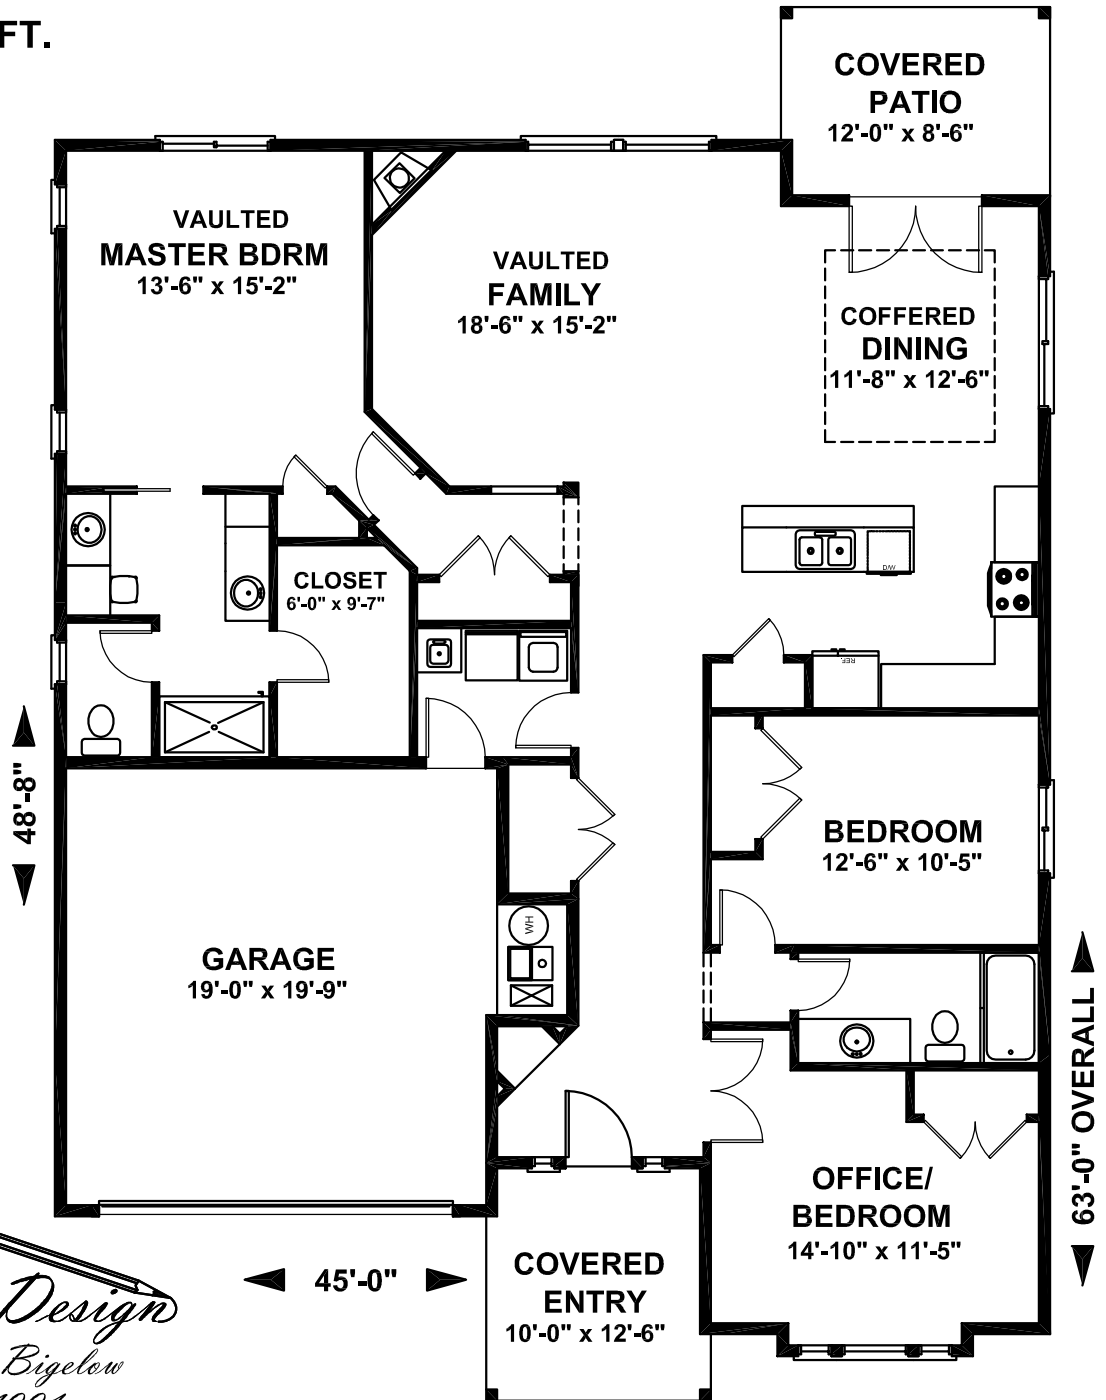 FT.
COVERED
PATIO
12'-0" x 8'-6"
VAULTED
MASTER BDRM
13'-6" x 15'-2"
VAULTED
FAMILY
18'-6" x 15'-2"
COFFERED
DINING
11'-8" x 12'-6"
D/W
CLOSET
6'-0" x 9'-7"
REF.
48'-8"
BEDROOM
12'-6" x 10'-5"
WH
GARAGE
19'-0" x 19'-9"
63'-0" OVERALL
OFFICE/
BEDROOM
14'-10" x 11'-5"
COVERED
ENTRY
10'-0" x 12'-6"
45'-0"
Design
Bigelow